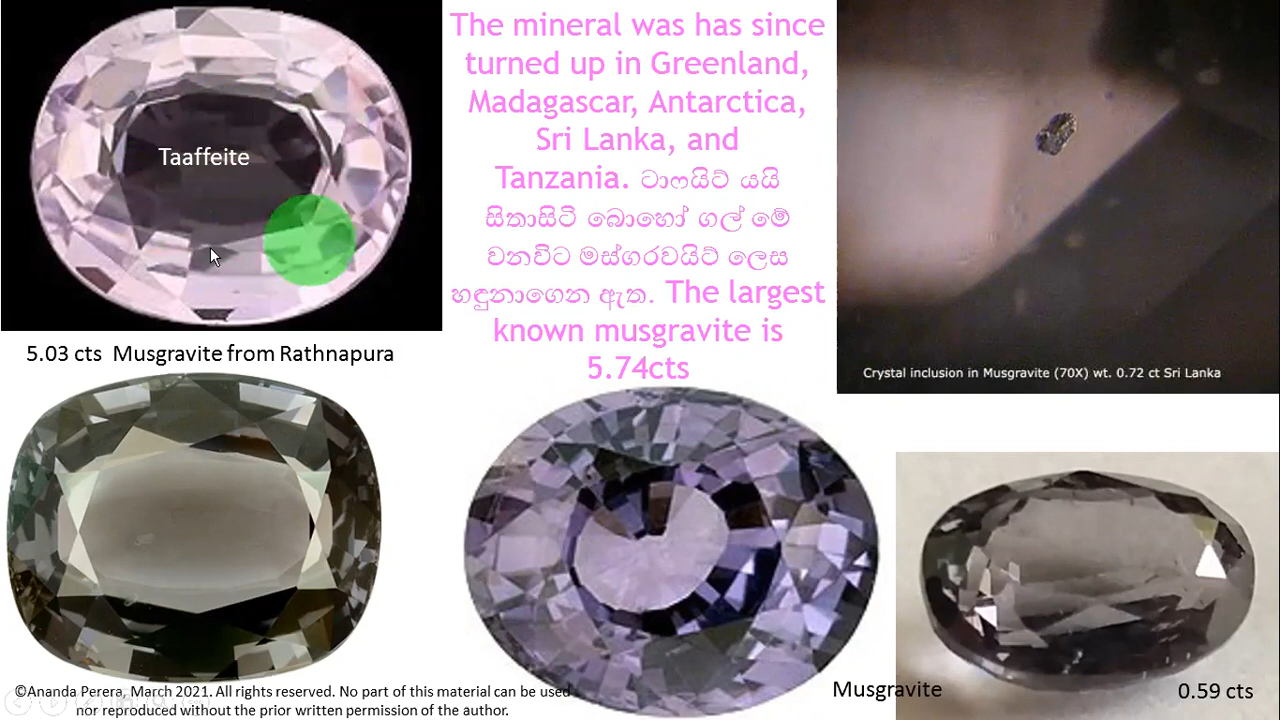 Taaffeite
5.03 cts  Musgravite from Rathnapura
The mineral was has since
turned up in Greenland,
Madagascar, Antarctica,
Sri Lanka, and
Tanzania. ටාෆයිට් යයි
සිතාසිටි බොහෝ ගල් මේ
වනවිට මස්ගරවයිට් ලෙස
හඳුනාගෙන ඇත. The largest
known musgravite is
5.74cts
Crystal inclusion in Musgravite (70X) wt. 0.72 ct Sri Lanka
Musgravite
0.59 cts
©Ananda Perera, March 2021. All rights reserved. No part of this material can be used
nor reproduced without the prior written permission of the author.